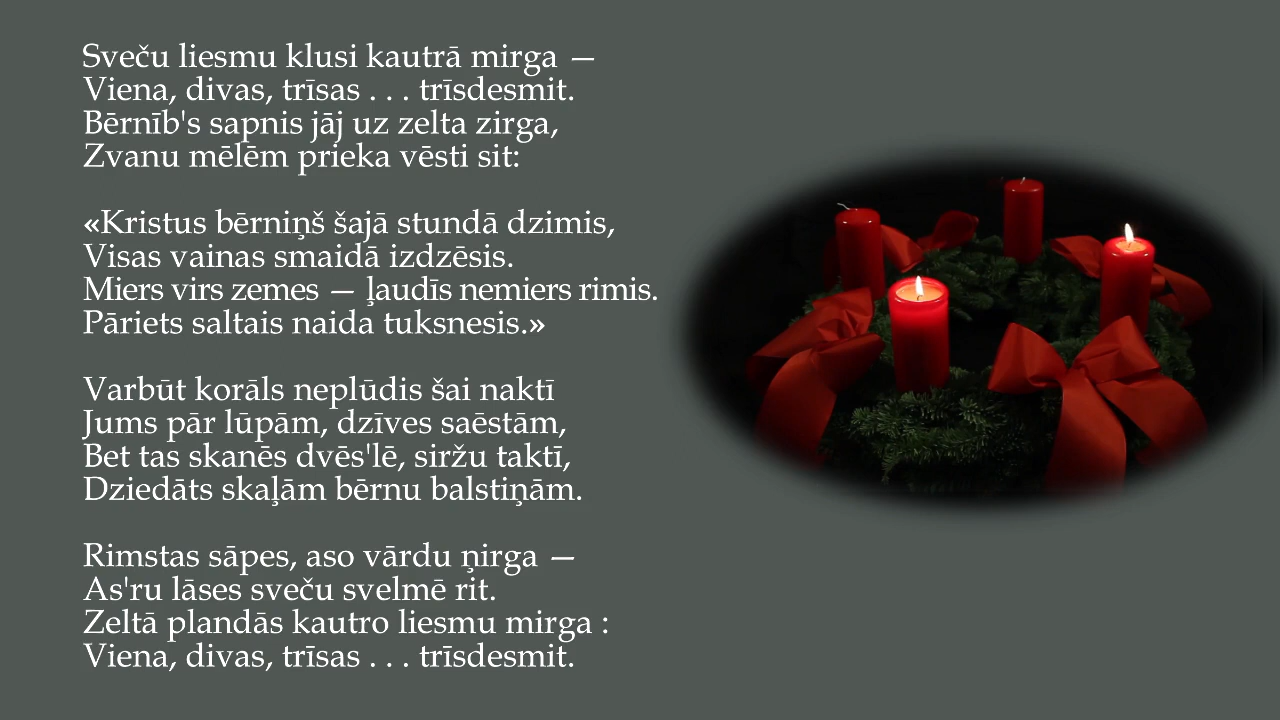 Sveču liesmu klusi kautrā mirga —
Viena, divas, trīsas . . . trīsdesmit.
Bērnīb's sapnis jāj uz zelta zirga,
Zvanu mēlēm prieka vēsti sit:
«Kristus bērniņš šajā stundā dzimis,
Visas vainas smaidā izdzēsis.
Miers virs zemes — ļaudīs nemiers rimis.
Pāriets saltais naida tuksnesis.»
Varbūt korāls neplūdis šai naktī
Jums pār lūpām, dzīves saēstām,
Bet tas skanēs dvēs'lē, siržu taktī,
Dziedāts skaļām bērnu balstiņām.
Rimstas sāpes, aso vārdu ņirga —
As'ru lāses sveču svelmē rit.
Zeltā plandās kautro liesmu mirga :
Viena, divas, trīsas . . . trīsdesmit.